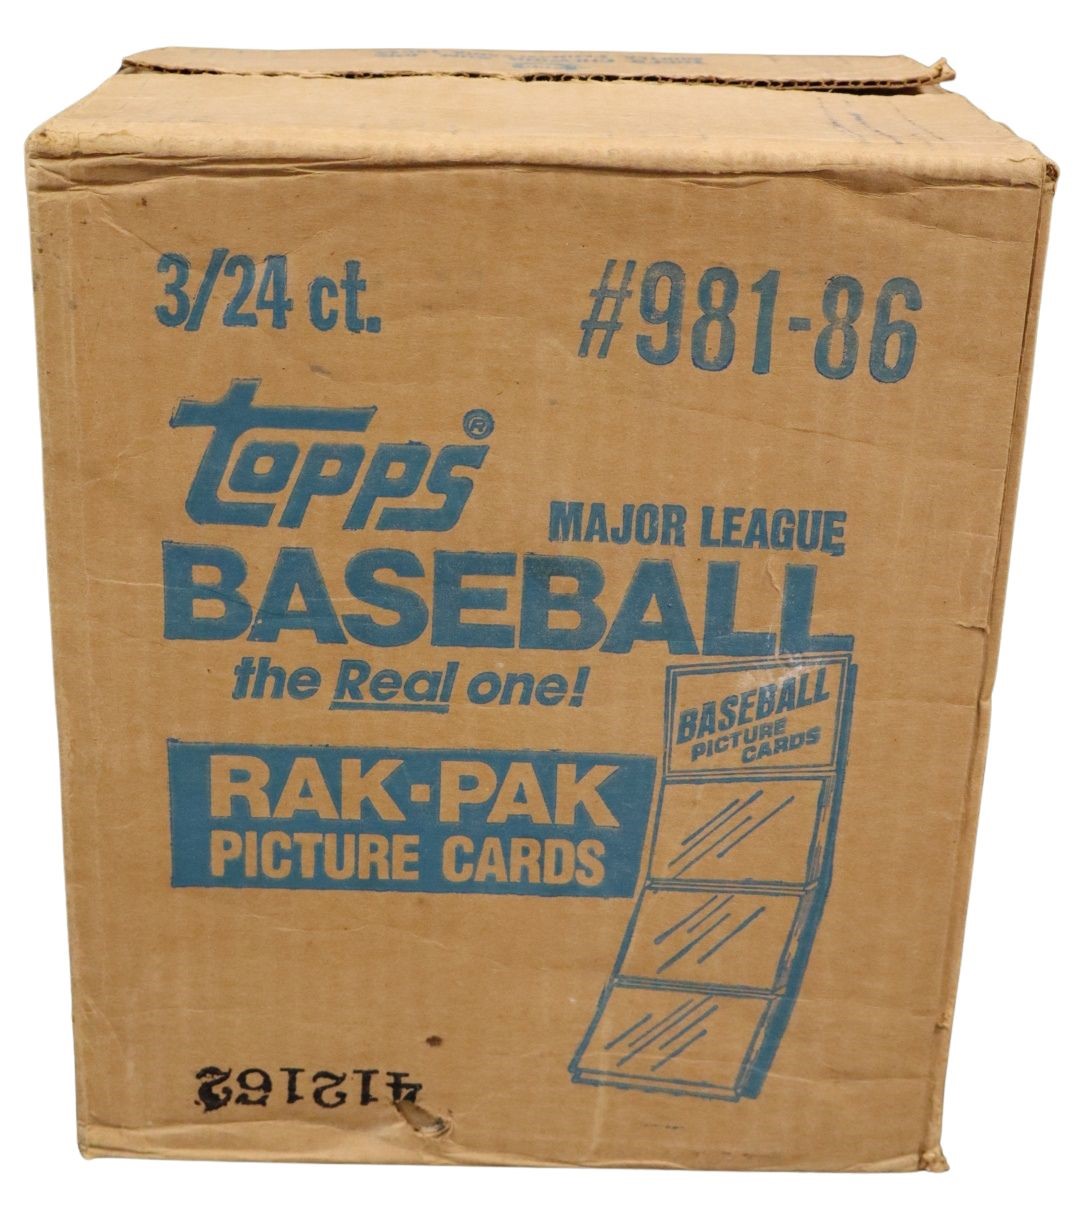 3/24 ct.
#981-86
topps®
MAJOR LEAGUE
BASEBALL
the Real one!
BASEBALL
PICTURE
CARDS
RAK-PAK
PICTURE CARDS
412162